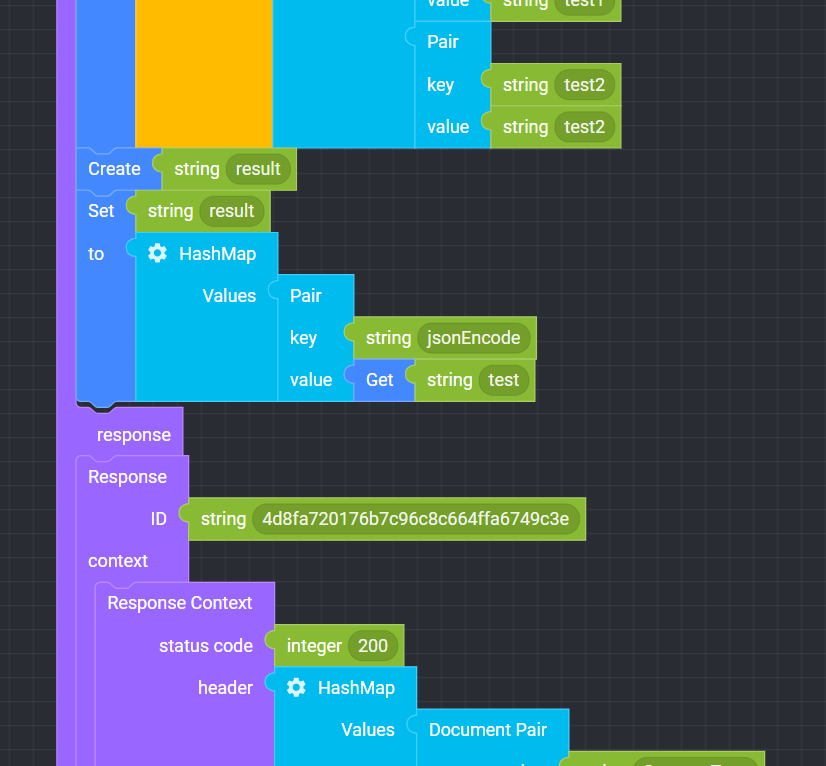 value string test1
Pair
key string test2
value string test2
Create string result
Set string result
to HashMap
Values Pair
key string jsonEncode
value Get string test
response
Response
ID string 4d8fa720176b7c96c8c664ffa6749c3e
context
Response Context
status code integer 200
header HashMap
Values Document Pair